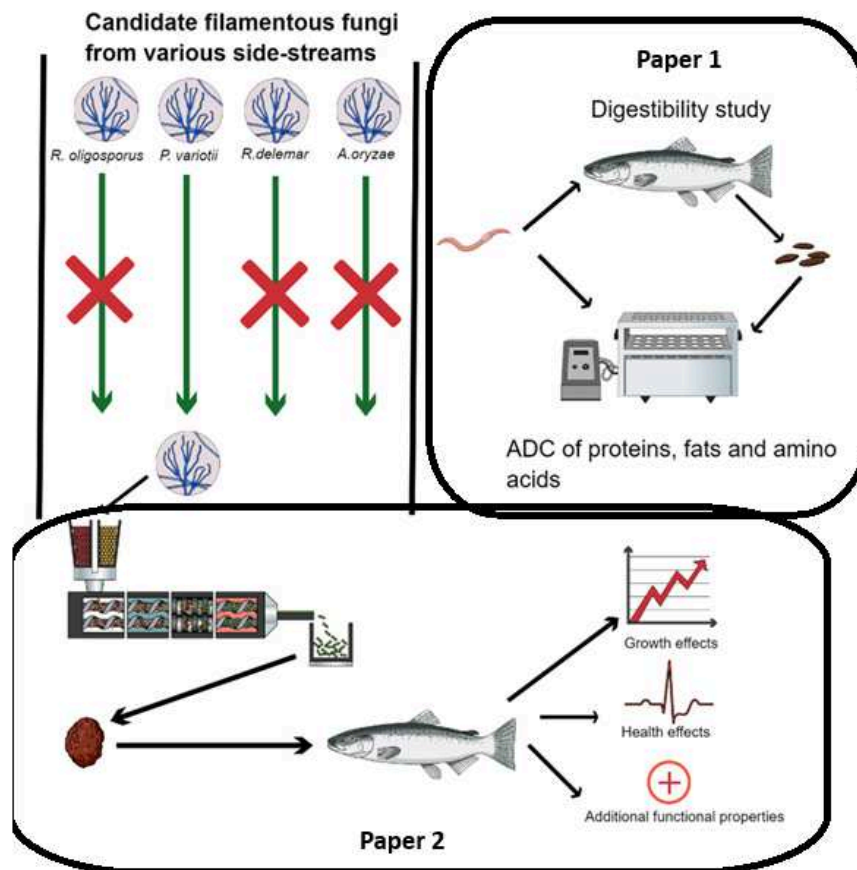 Candidate filamentous fungi
from various side-streams
R. oligosporus
P. variotii
R.delemar
A.oryzae
Paper 1
Digestibility study
ADC of proteins, fats and amino
acids
Growth effects
Health effects
Additional functional properties
Paper 2